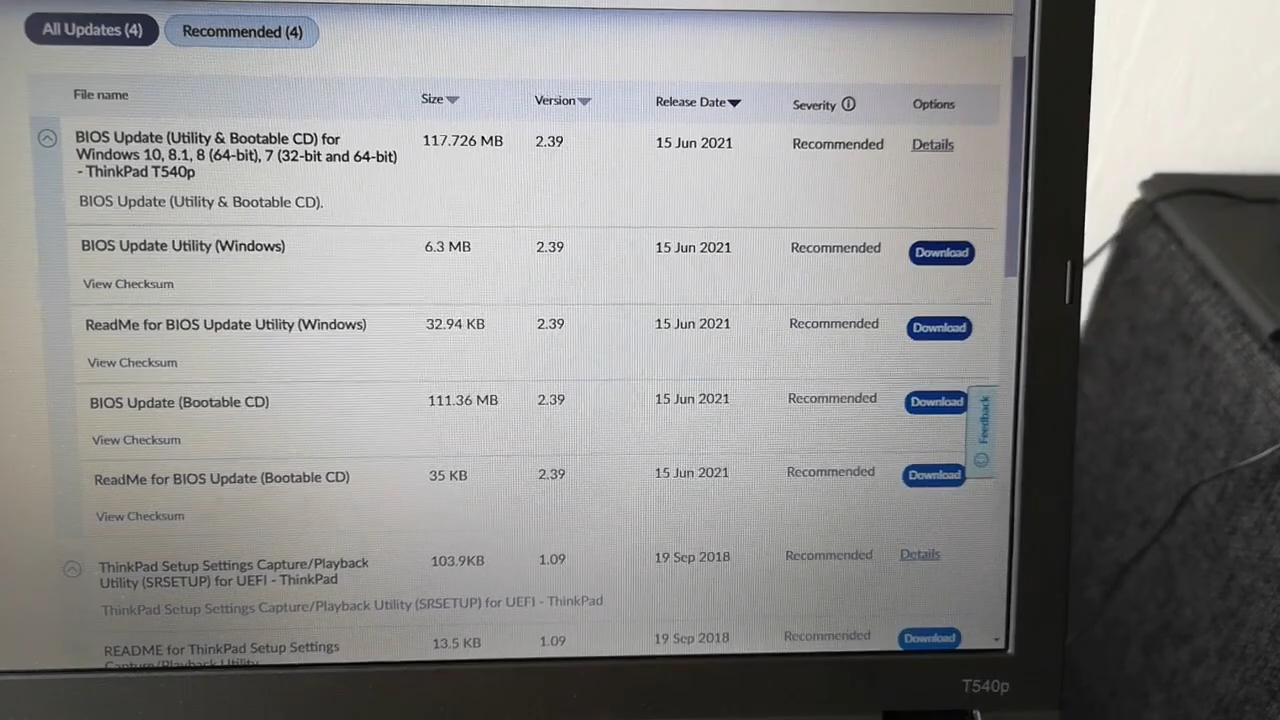 All Updates (4)
Recommended (4)
File name
Size
Version
Release Date
Severity
Options
BIOS Update (Utility & Bootable CD) for
Windows 10, 8.1, 8 (64-bit), 7 (32-bit and 64-bit)
- ThinkPad T540p
117.726 MB
2.39
15 Jun 2021
Recommended
Details
BIOS Update (Utility & Bootable CD).
BIOS Update Utility (Windows)
6.3 MB
2.39
15 Jun 2021
Recommended
Download
View Checksum
ReadMe for BIOS Update Utility (Windows)
32.94 KB
2.39
15 Jun 2021
Recommended
Download
View Checksum
BIOS Update (Bootable CD)
111.36 MB
2.39
15 Jun 2021
Recommended
Download
View Checksum
Feedback
ReadMe for BIOS Update (Bootable CD)
35 KB
2.39
15 Jun 2021
Recommended
Download
View Checksum
ThinkPad Setup Settings Capture/Playback
Utility (SRSETUP) for UEFI - ThinkPad
103.9KB
1.09
19 Sep 2018
Recommended
Details
ThinkPad Setup Settings Capture/Playback Utility (SRSETUP) for UEFI - ThinkPad
README for ThinkPad Setup Settings
Capture/Playback Utility
13.5 KB
1.09
19 Sep 2018
Recommended
Download
T540p